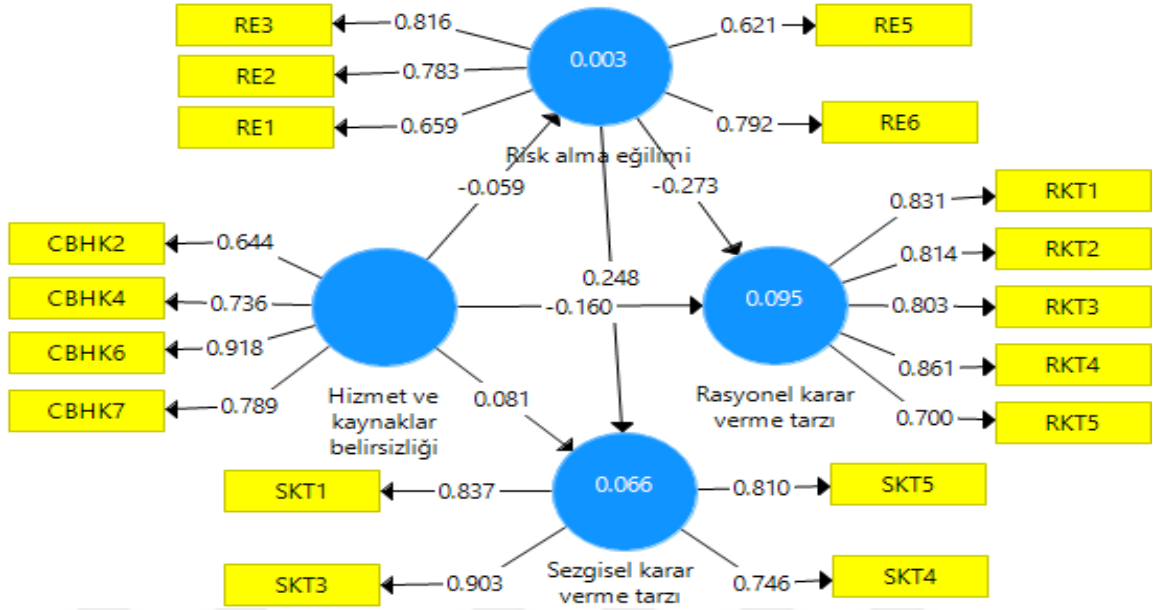 RE3
0.816
0.621
RE5
0.003
RE2
0.783
RE1
0.659
0.792
RE6
Risk alma eğilimi
-0.059
-0.273
0.831
RKT1
CBHK2
0.644
0.814
RKT2
CBHK4
0.736
0.248
-0.160
0.095
0.803
RKT3
CBHK6
0.918
0.861
RKT4
CBHK7
0.789
Hizmet ve
kaynaklar
belirsizliği
0.081
Rasyonel karar
verme tarzı
0.700
RKT5
SKT1
0.837
0.066
0.810
SKT5
SKT3
0.903
Sezgisel karar
verme tarzı
0.746
SKT4